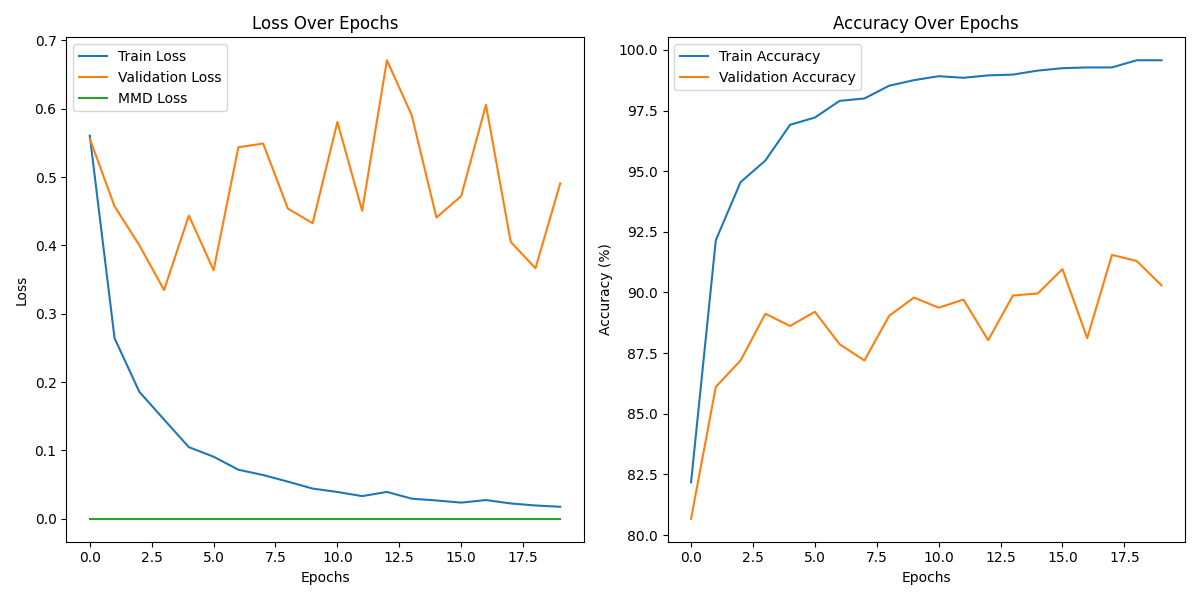 Loss Over Epochs
Train Loss
Validation Loss
MMD Loss
0.7
0.6
0.5
0.4
0.3
0.2
0.1
0.0
Loss
0.0 2.5 5.0 7.5 10.0 12.5 15.0 17.5
Epochs
Accuracy Over Epochs
Train Accuracy
Validation Accuracy
100.0
97.5
95.0
92.5
90.0
87.5
85.0
82.5
80.0
Accuracy (%)
0.0 2.5 5.0 7.5 10.0 12.5 15.0 17.5
Epochs